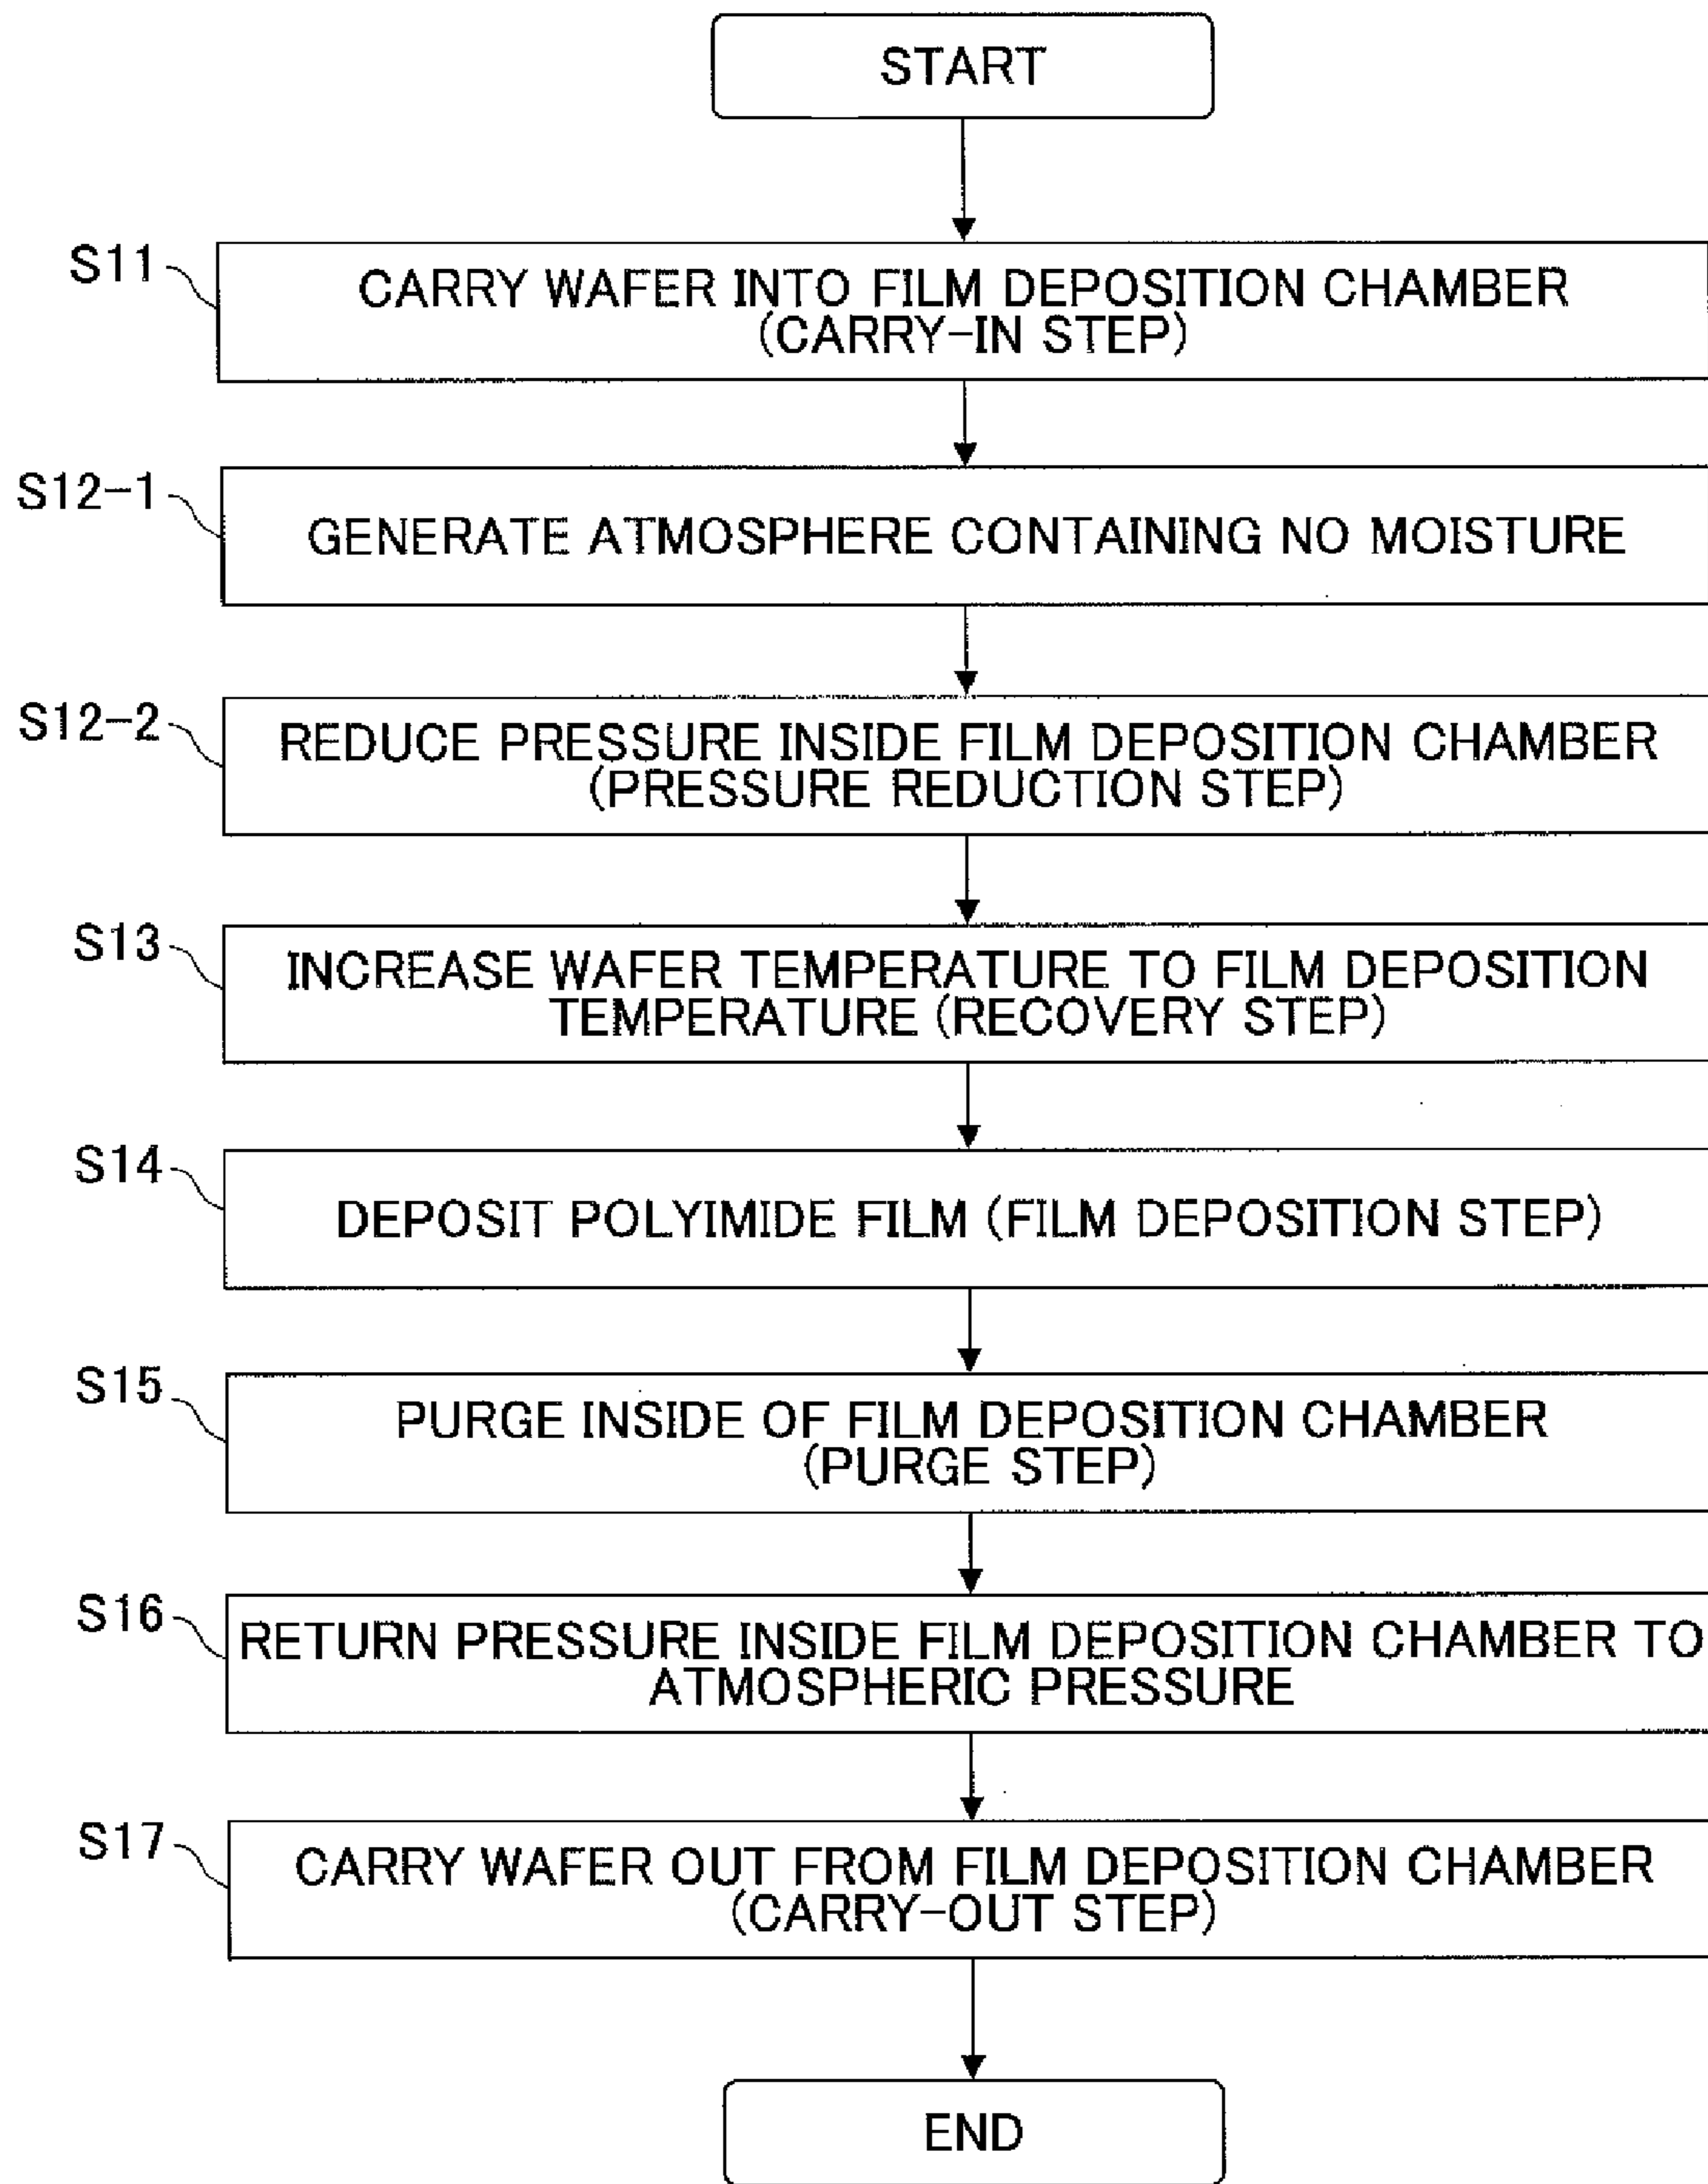 START
S11
CARRY WAFER INTO FILM DEPOSITION CHAMBER
(CARRY-IN STEP)
S12-1
GENERATE ATMOSPHERE CONTAINING NO MOISTURE
S12-2
REDUCE PRESSURE INSIDE FILM DEPOSITION CHAMBER
(PRESSURE REDUCTION STEP)
S13
INCREASE WAFER TEMPERATURE TO FILM DEPOSITION
TEMPERATURE (RECOVERY STEP)
S14
DEPOSIT POLYIMIDE FILM (FILM DEPOSITION STEP)
S15
PURGE INSIDE OF FILM DEPOSITION CHAMBER
(PURGE STEP)
S16
RETURN PRESSURE INSIDE FILM DEPOSITION CHAMBER TO
ATMOSPHERIC PRESSURE
S17
CARRY WAFER OUT FROM FILM DEPOSITION CHAMBER
(CARRY-OUT STEP)
END